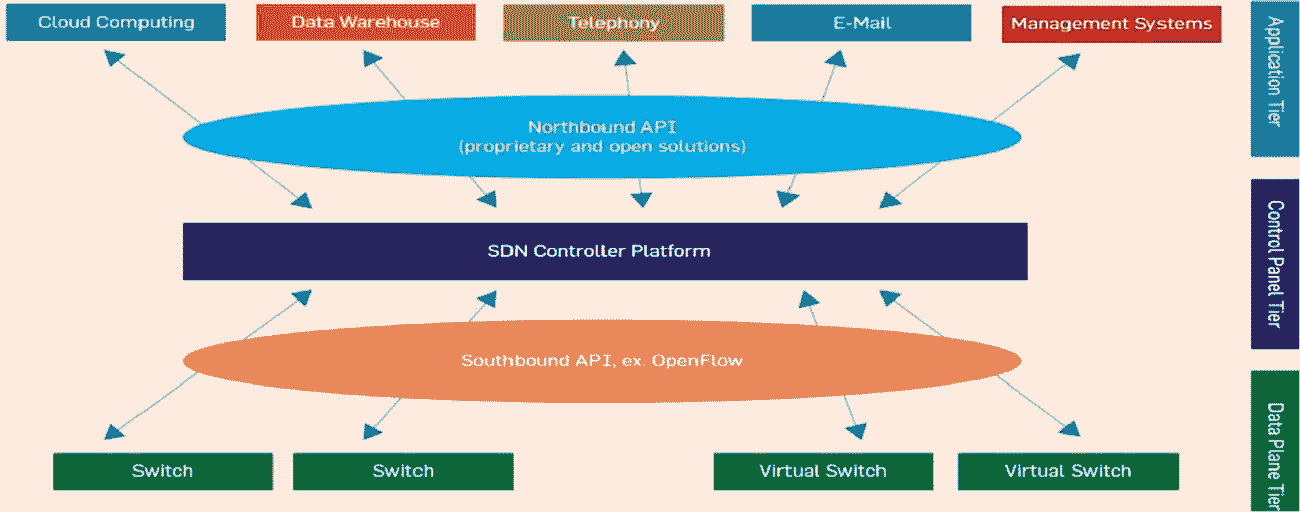 Cloud Computing
Data Warehouse
Telephony
E-Mail
Management Systems
Application Tier
Northbound API
(proprietary and open solutions)
SDN Controller Platform
Control Panel Tier
Southbound API, ex. OpenFlow
Switch
Switch
Virtual Switch
Virtual Switch
Data Plane Tier